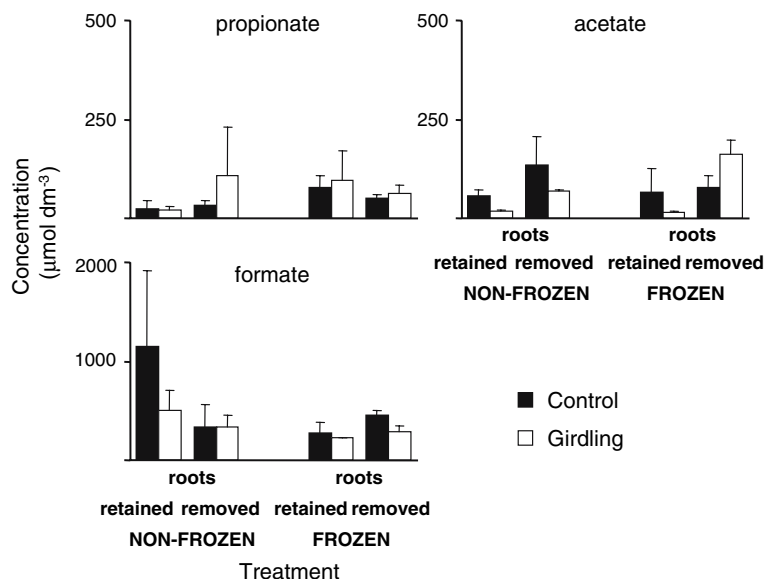 500
propionate
250
500
acetate
250
Concentration
(µmol dm-3)
roots
retained removed
NON-FROZEN
roots
retained removed
FROZEN
2000
formate
1000
Control
Girdling
roots
retained removed
NON-FROZEN
roots
retained removed
FROZEN
Treatment